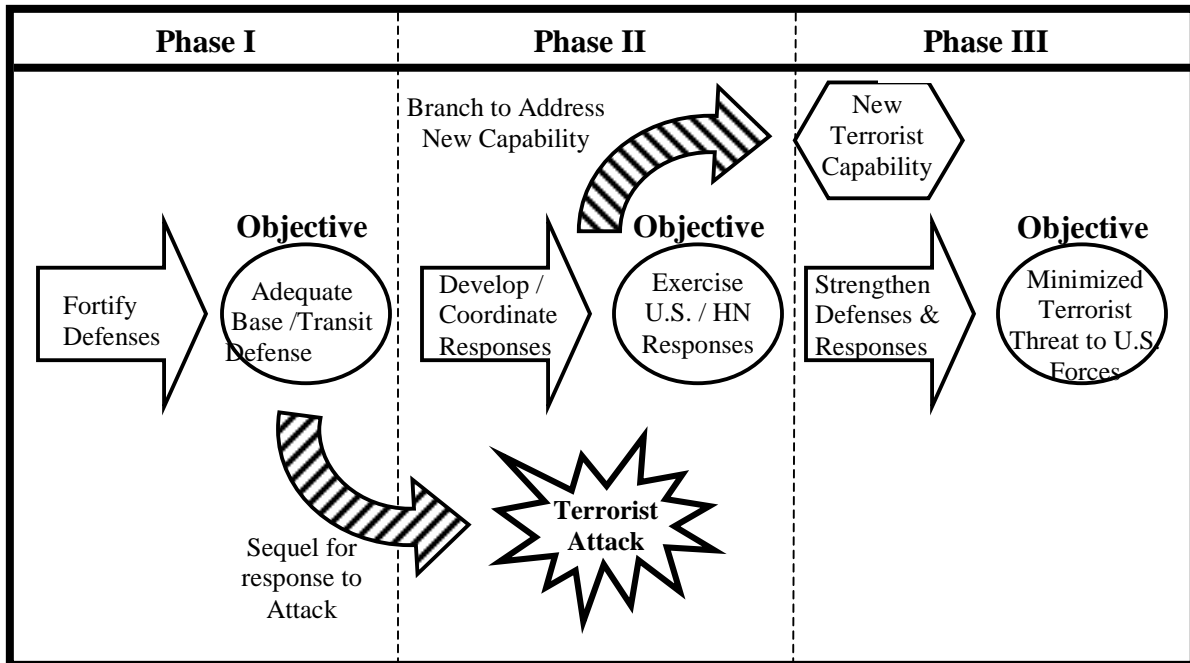 Phase I
Phase II
Phase III
Branch to Address
New Capability
New
Terrorist
Capability
Objective
Fortify
Defenses
Adequate
Base /Transit
Defense
Develop /
Coordinate
Responses
Objective
Exercise
U.S. / HN
Responses
Strengthen
Defenses &
Responses
Objective
Minimized
Terrorist
Threat to U.S.
Forces
Sequel for
response to
Attack
Terrorist
Attack